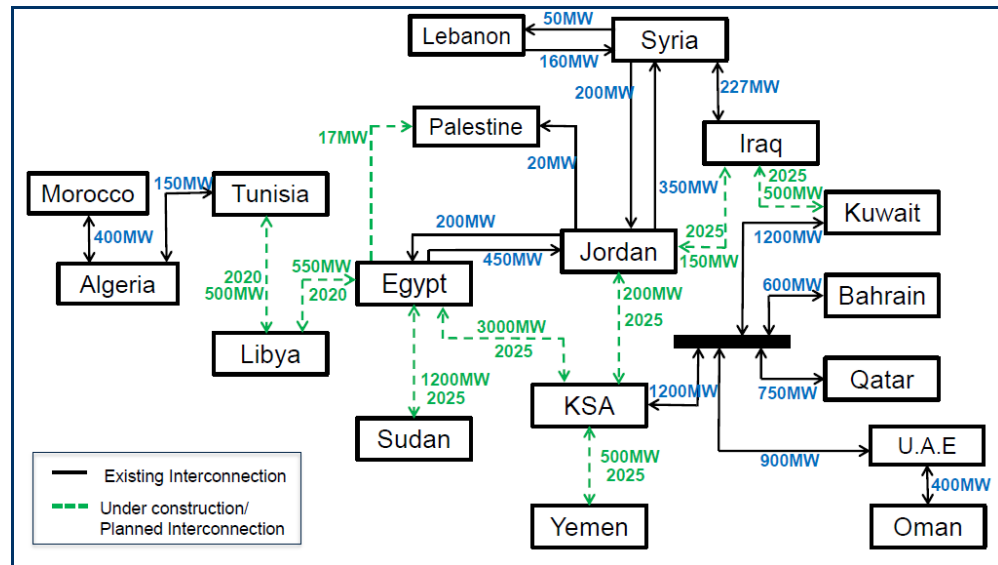 50MW
Lebanon
Syria
160MW
200MW
227MW
17MW
Palestine
Iraq
20MW
2025
500MW
Morocco
150MW
Tunisia
350MW
Kuwait
200MW
2025
1200MW
400MW
Jordan
150MW
450MW
Algeria
550MW
Egypt
200MW
600MW
Bahrain
2020
500MW
2020
2025
3000MW
2025
Libya
1200MW
2025
1200MW
750MW
Qatar
KSA
Sudan
900MW
U.A.E
500MW
2025
400MW
Existing Interconnection
Under construction/
Planned Interconnection
Yemen
Oman